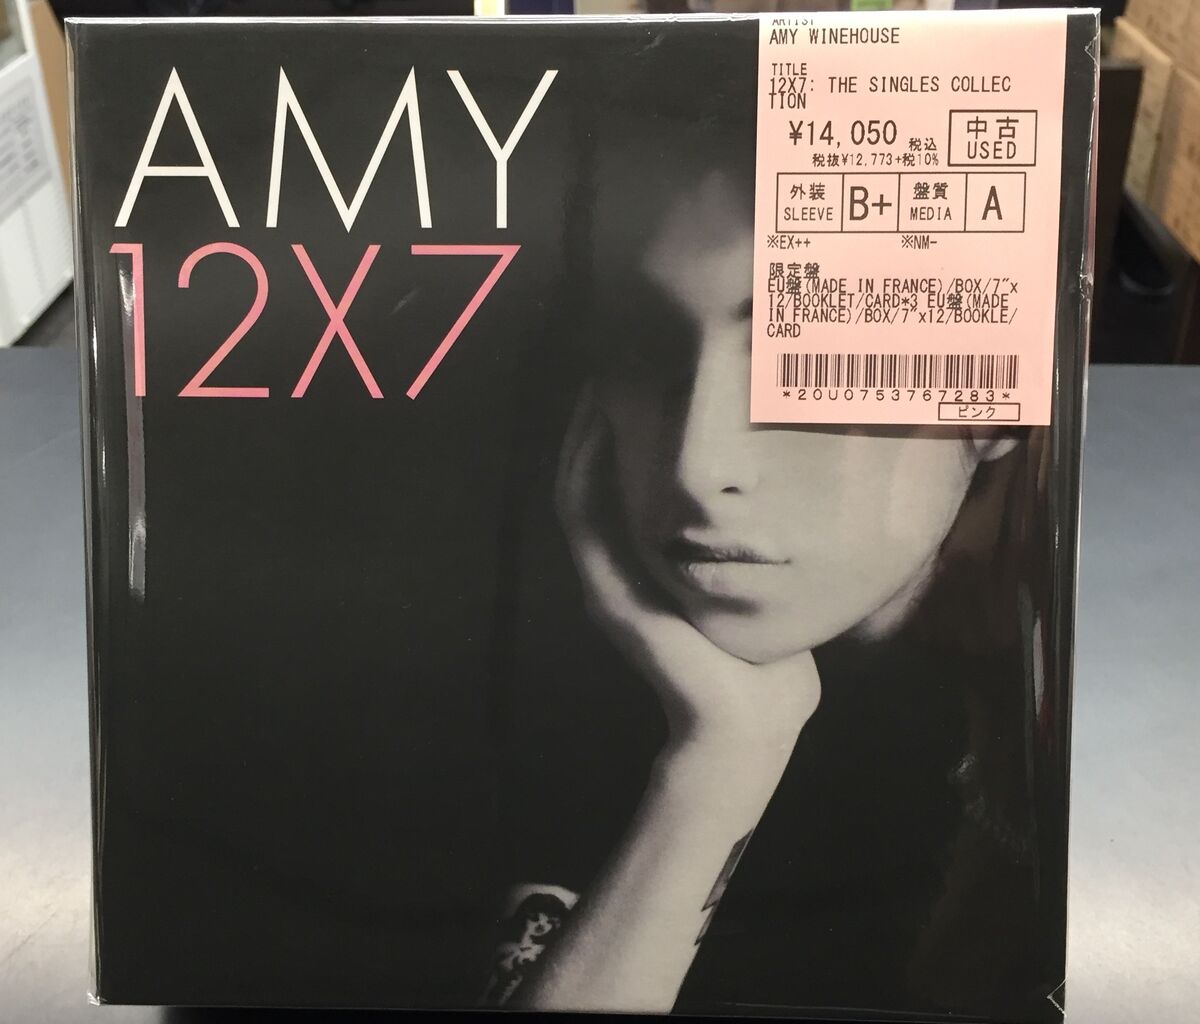 AMY
12X7
ARTIST
AMY WINEHOUSE
TITLE
12X7: THE SINGLES COLLEC
TION
¥14,050 税込
税抜¥12,773+税10%
中古
USED
外装
SLEEVE
B+
盤質
MEDIA
A
※EX++ ※NM-
限定盤
EU盤(MADE IN FRANCE)/BOX/7"x
12/BOOKLET/CARD*3 EU盤(MADE
IN FRANCE)/BOX/7"x12/BOOKLE/
CARD
*20U0753767283*
ピンク